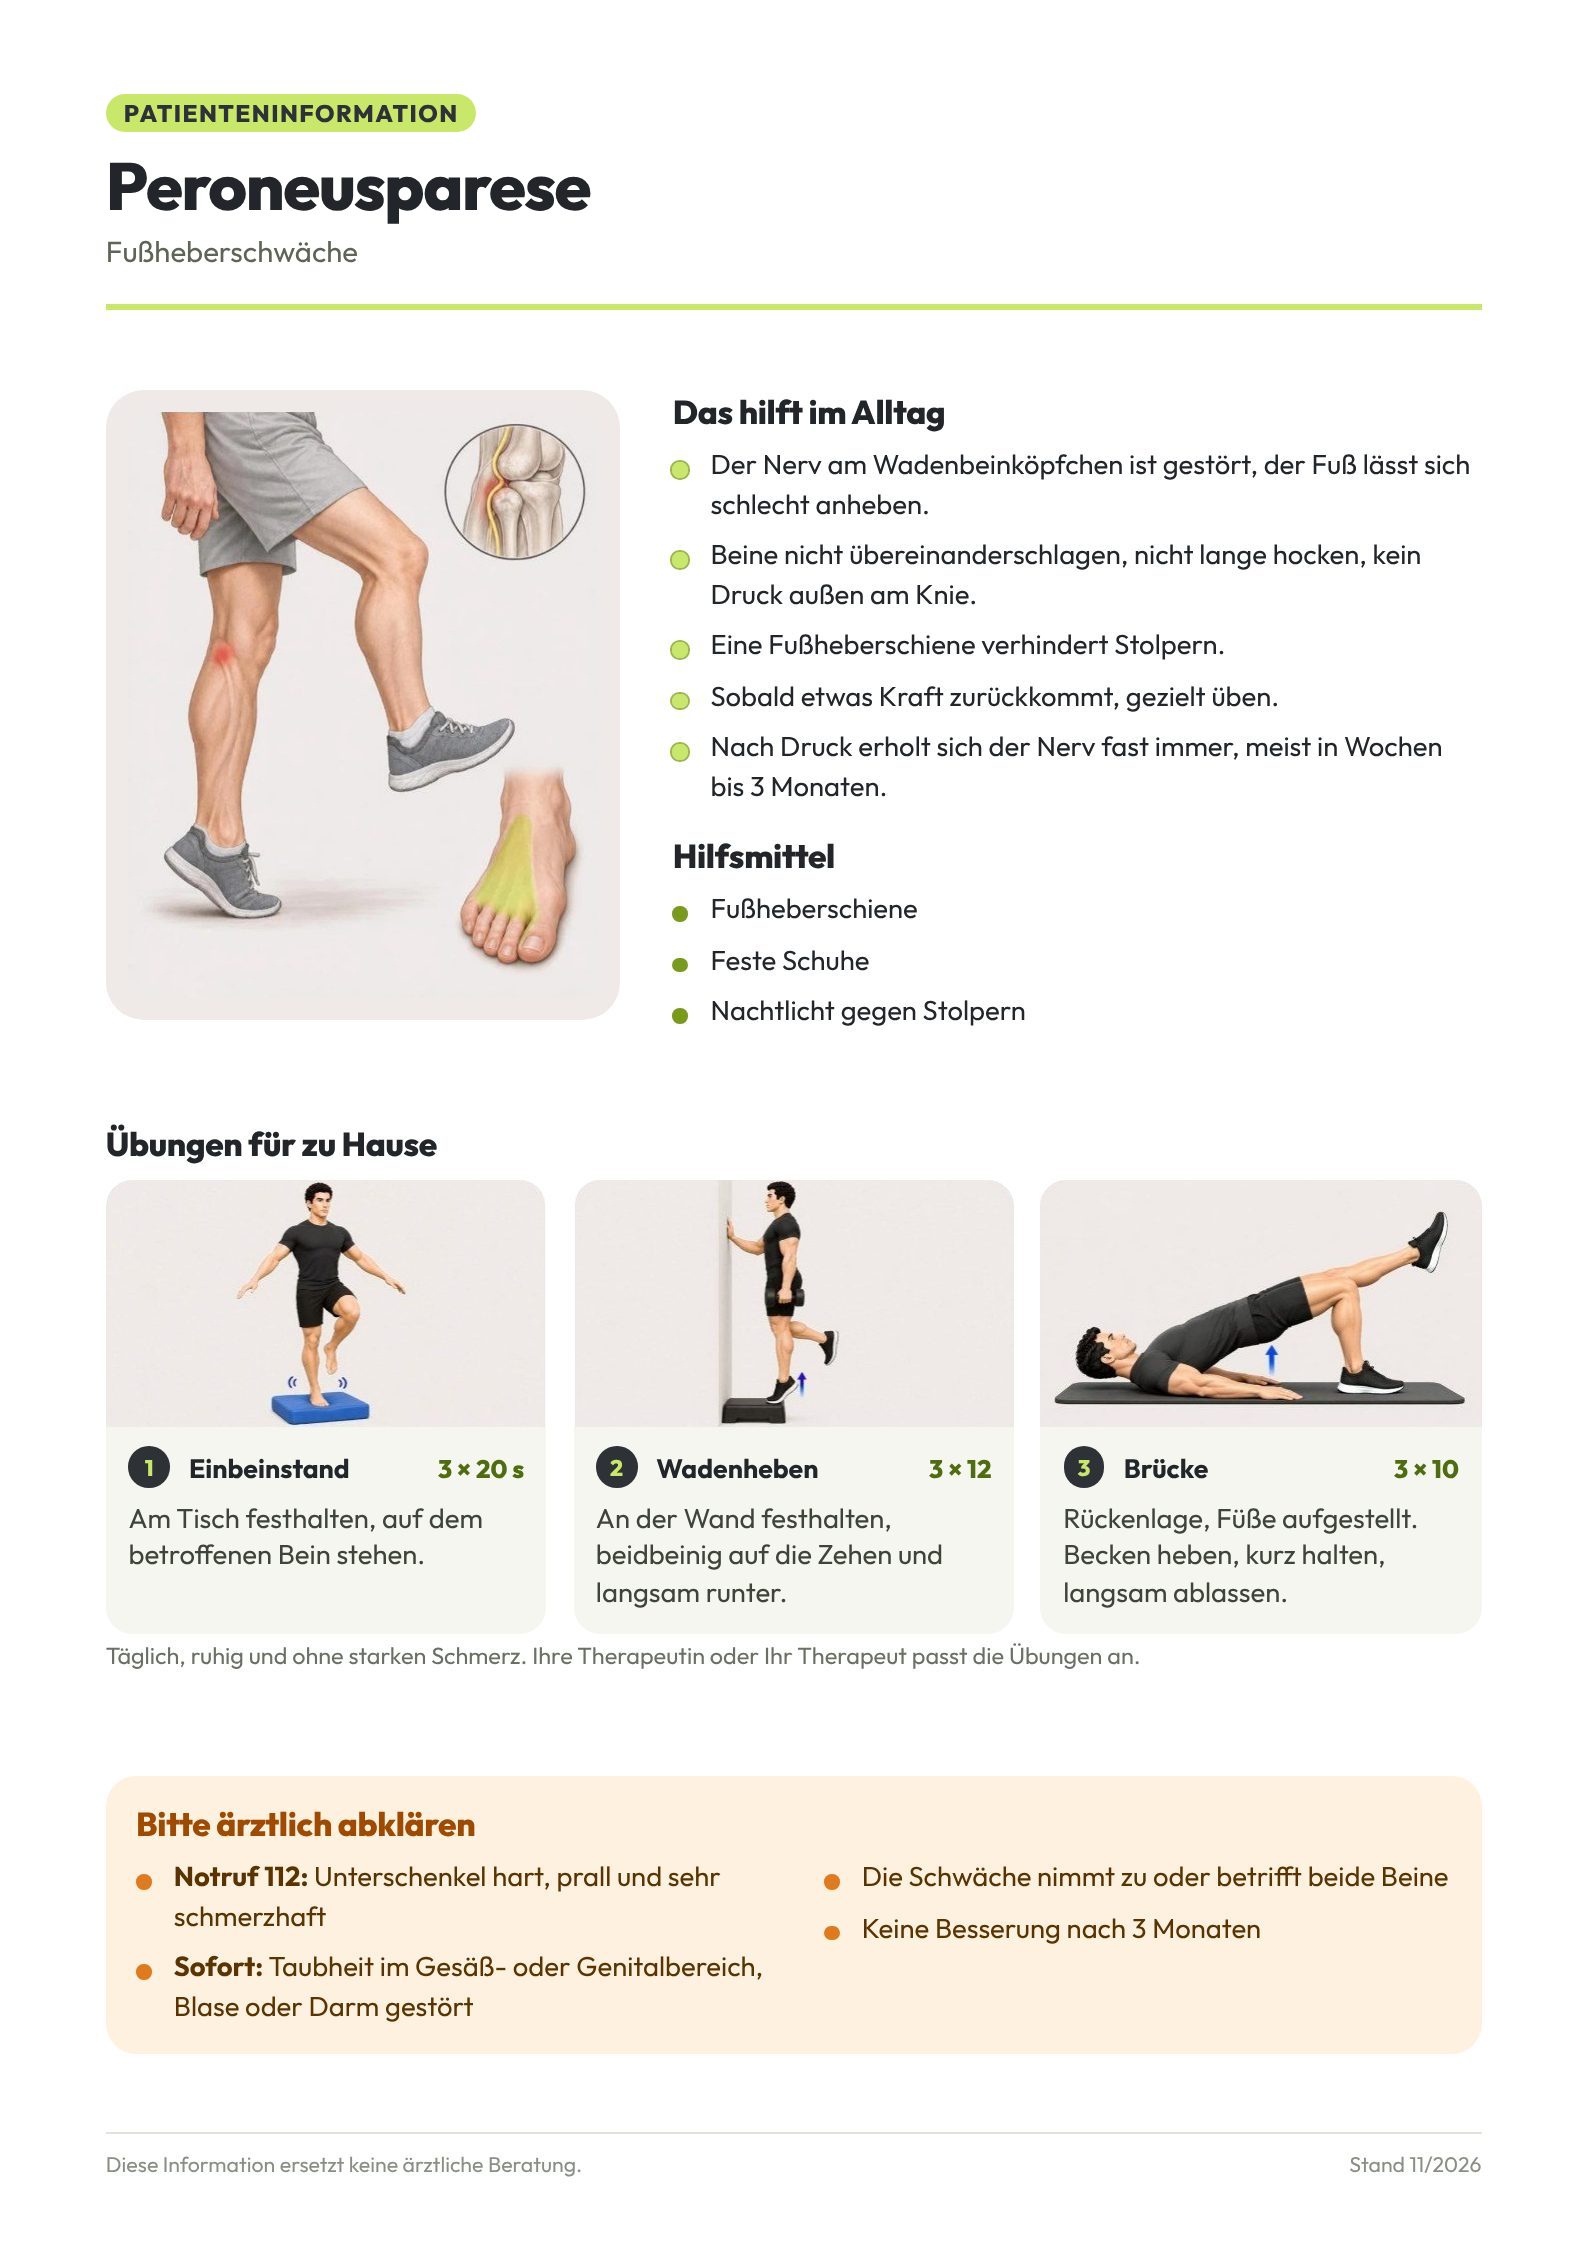 PATIENTENINFORMATION
Peroneusparese
Fußheberschwäche
Das hilft im Alltag
Der Nerv am Wadenbeinköpfchen ist gestört, der Fuß lässt sich
schlecht anheben.
Beine nicht übereinanderschlagen, nicht lange hocken, kein
Druck außen am Knie.
Eine Fußheberschiene verhindert Stolpern.
Sobald etwas Kraft zurückkommt, gezielt üben.
Nach Druck erholt sich der Nerv fast immer, meist in Wochen
bis 3 Monaten.
Hilfsmittel
Fußheberschiene
Feste Schuhe
Nachtlicht gegen Stolpern
Übungen für zu Hause
1 Einbeinstand 3 × 20 s
Am Tisch festhalten, auf dem
betroffenen Bein stehen.
2 Wadenheben 3 × 12
An der Wand festhalten,
beidbeinig auf die Zehen und
langsam runter.
3 Brücke 3 × 10
Rückenlage, Füße aufgestellt.
Becken heben, kurz halten,
langsam ablassen.
Täglich, ruhig und ohne starken Schmerz. Ihre Therapeutin oder Ihr Therapeut passt die Übungen an.
Bitte ärztlich abklären
Notruf 112: Unterschenkel hart, prall und sehr
schmerzhaft
Sofort: Taubheit im Gesäß- oder Genitalbereich,
Blase oder Darm gestört
Die Schwäche nimmt zu oder betrifft beide Beine
Keine Besserung nach 3 Monaten
Diese Information ersetzt keine ärztliche Beratung.
Stand 11/2026